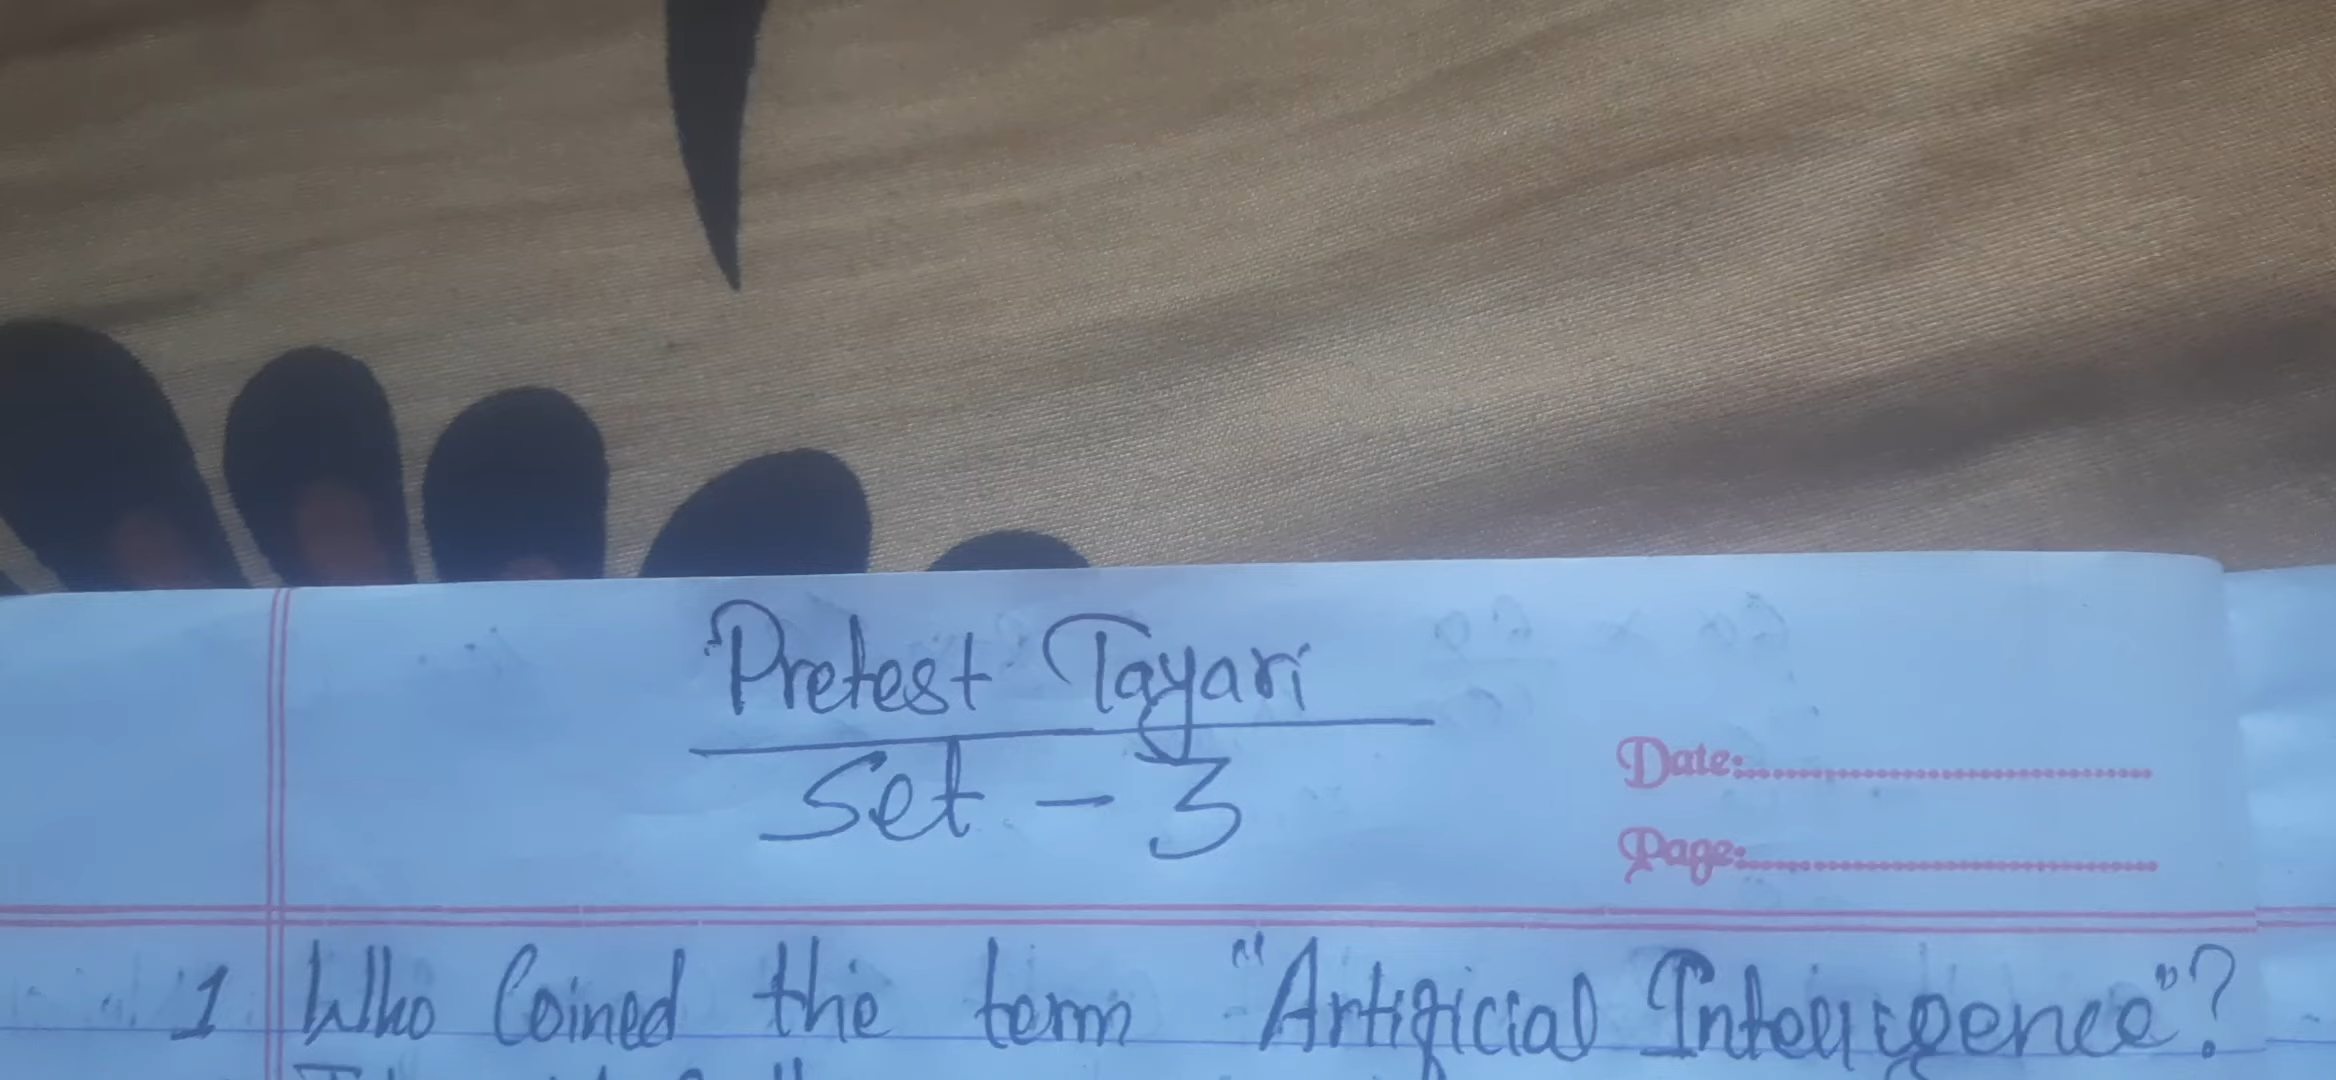 Pretest Tayari
Set - 3
Date:
Page:
1 Who Coined the term "Artificial Intelligence"?